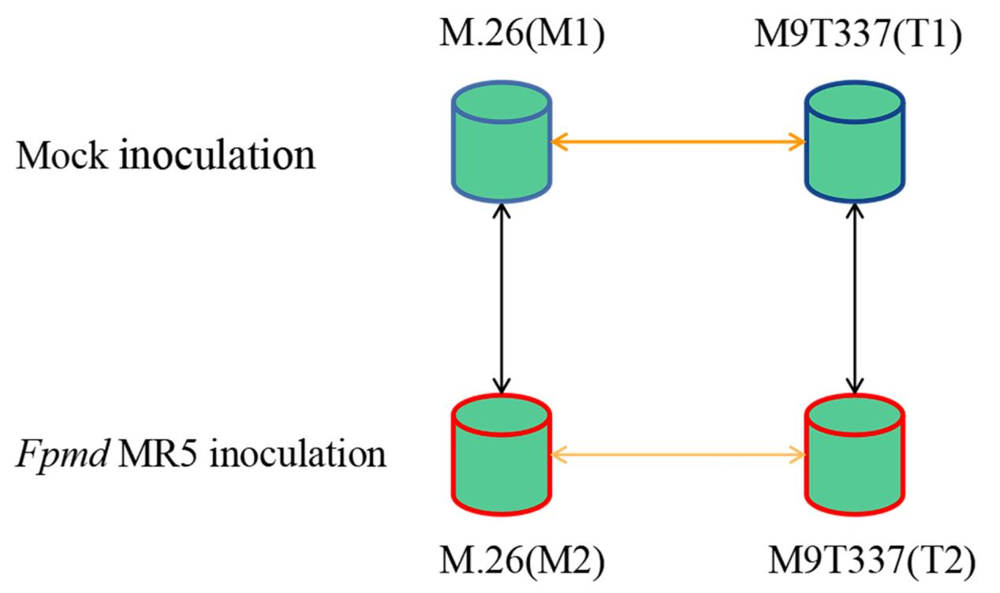 M.26(M1)
M9T337(T1)
Mock inoculation
Fpmd MR5 inoculation
M.26(M2)
M9T337(T2)